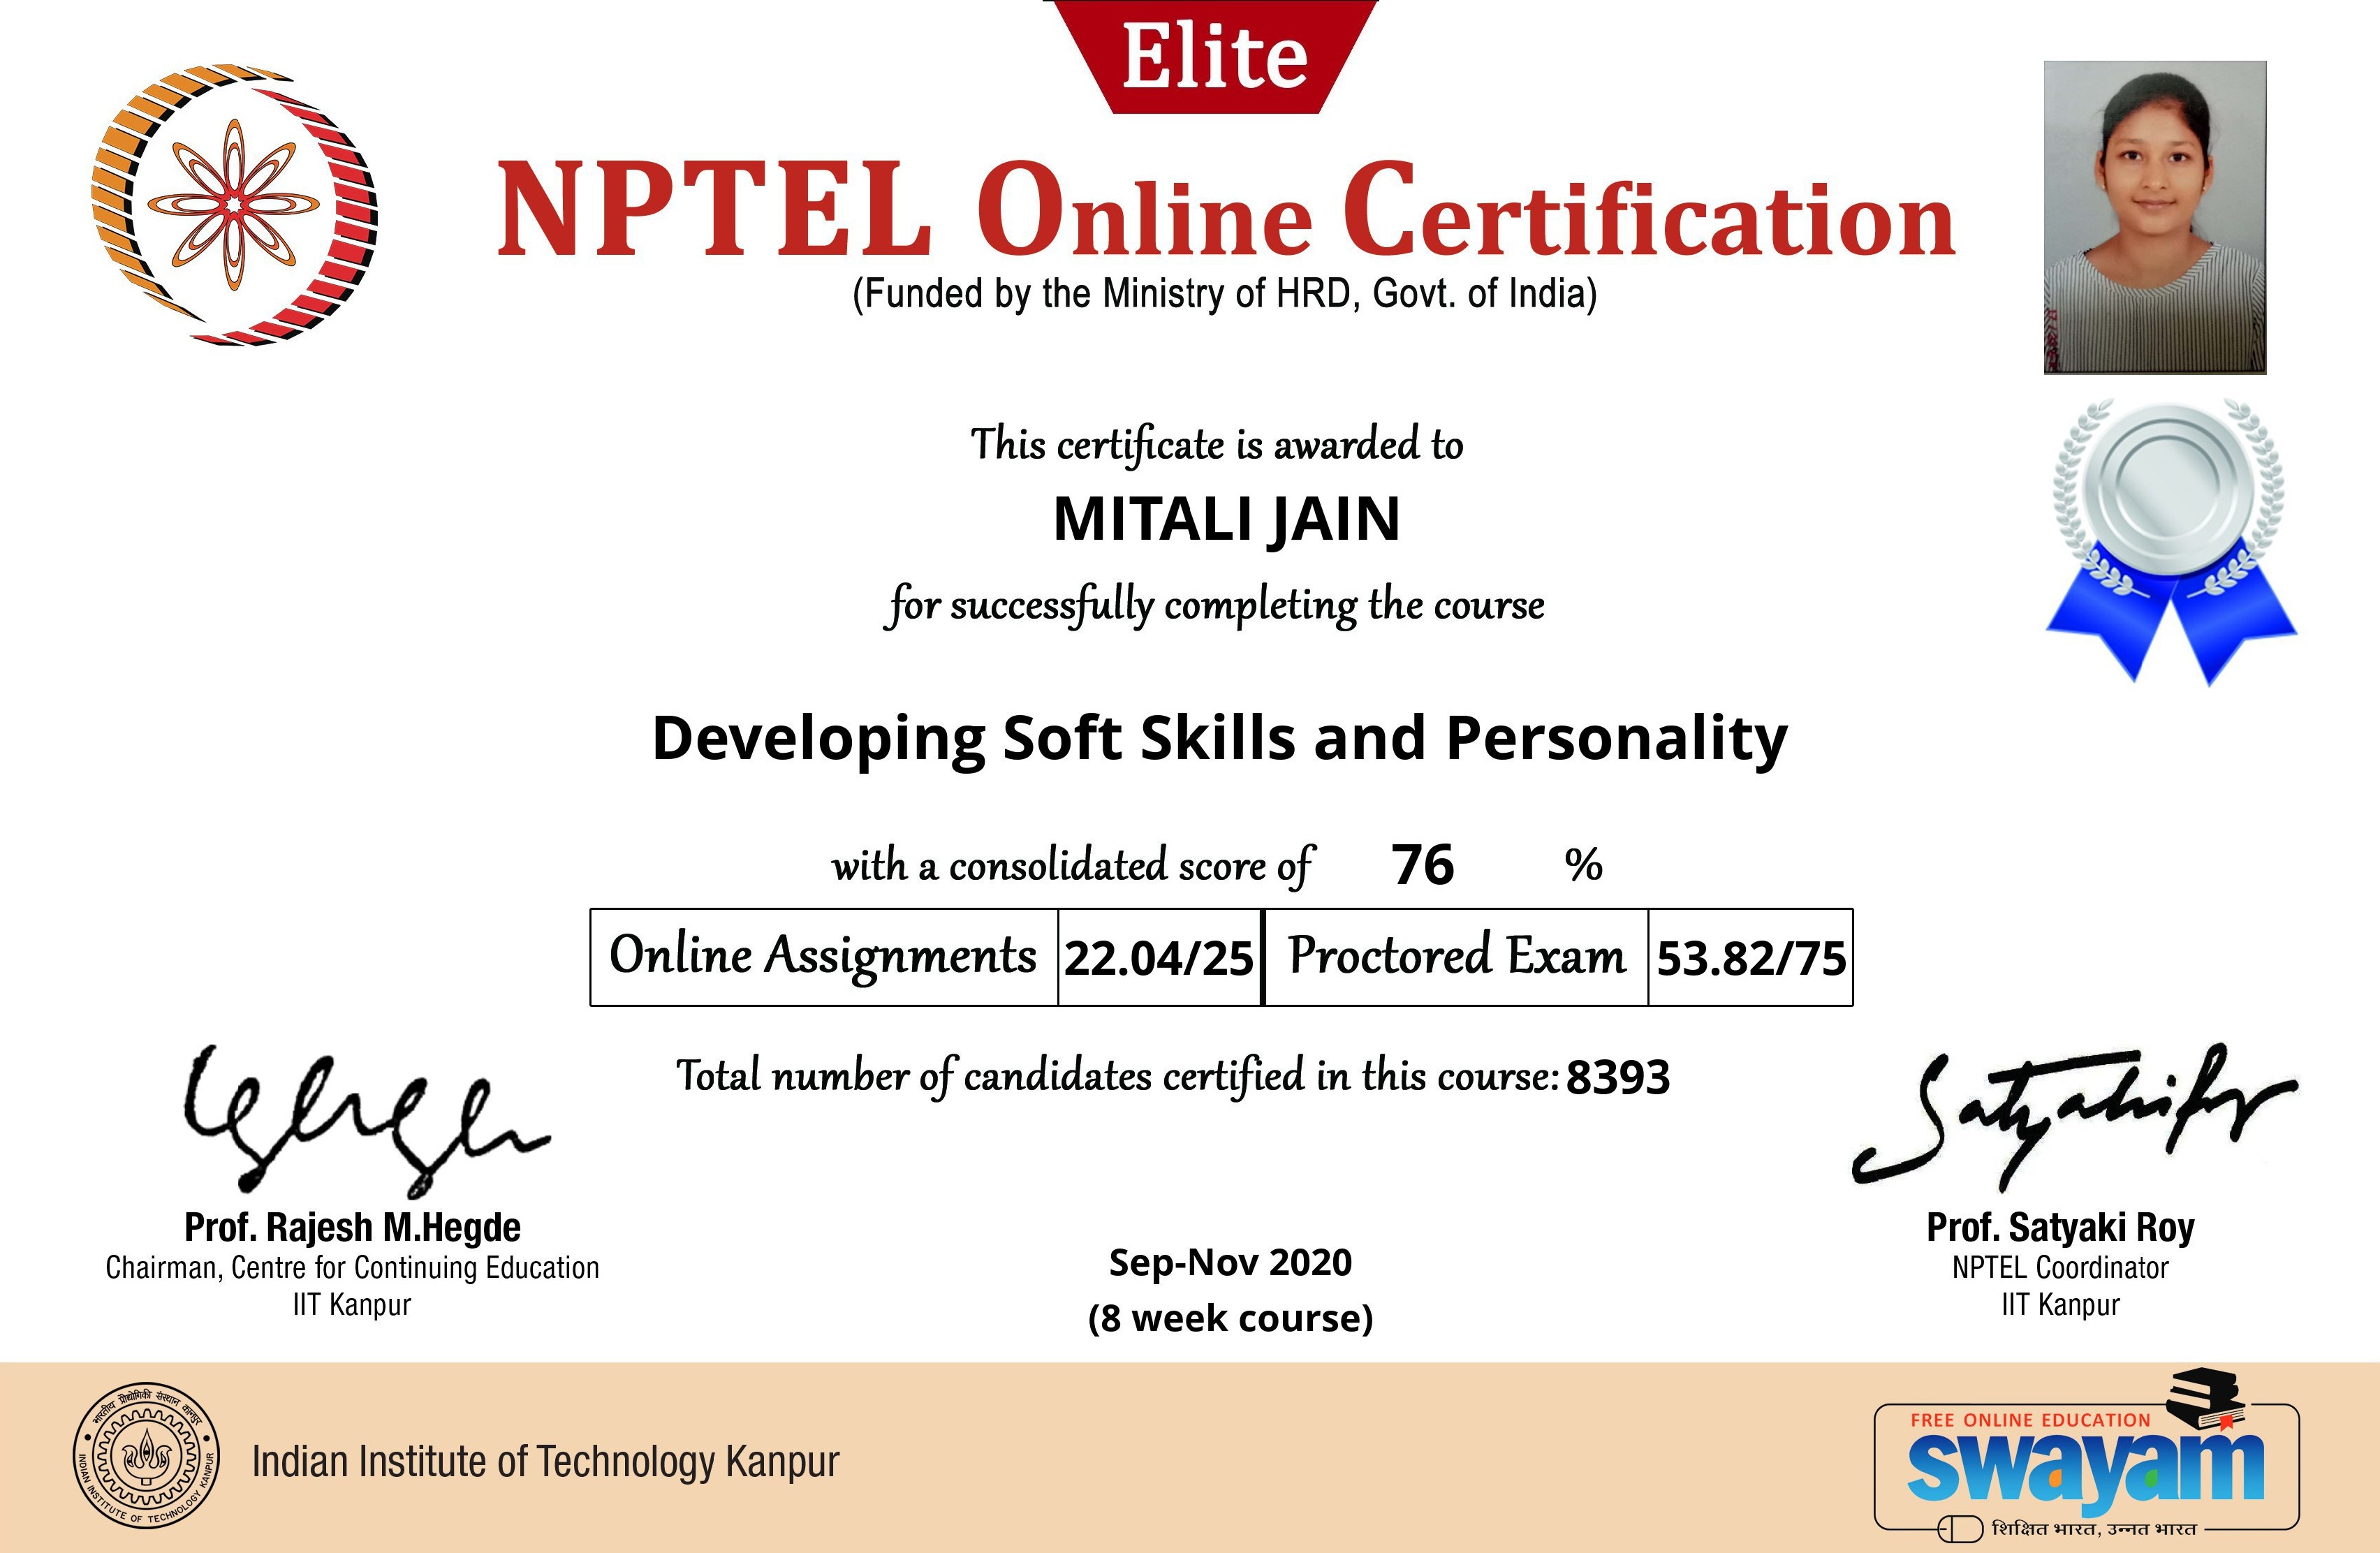 Elite
NPTEL Online Certification
(Funded by the Ministry of HRD, Govt. of India)
This certificate is awarded to
MITALI JAIN
for successfully completing the course
Developing Soft Skills and Personality
with a consolidated score of 76 %
Online Assignments 22.04/25 Proctored Exam 53.82/75
Total number of candidates certified in this course: 8393
Prof. Rajesh M.Hegde
Chairman, Centre for Continuing Education
IIT Kanpur
Sep-Nov 2020
(8 week course)
Prof. Satyaki Roy
NPTEL Coordinator
IIT Kanpur
भारतीय प्रौद्योगिकी संस्थान कानपुर
INDIAN INSTITUTE OF TECHNOLOGY KANPUR
Indian Institute of Technology Kanpur
FREE ONLINE EDUCATION
swayam
शिक्षित भारत, उन्नत भारत